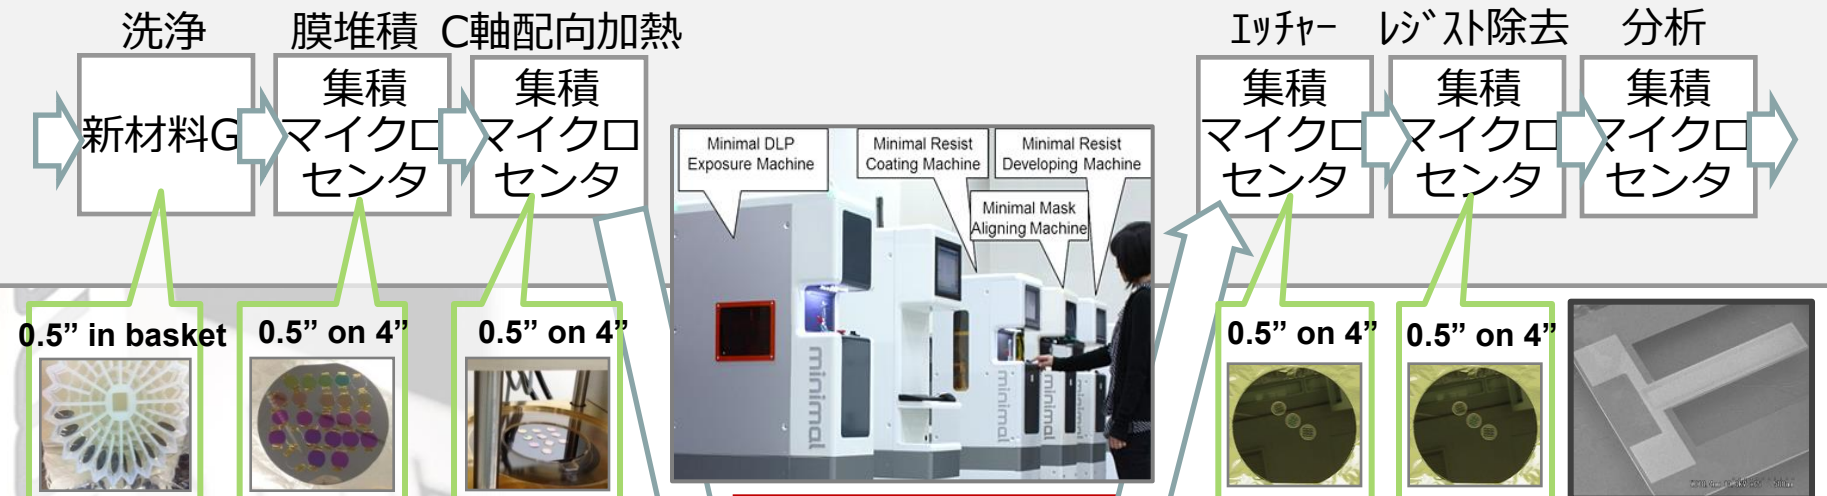 洗浄
膜堆積
C軸配向加熱
エッチャー
レジスト除去
分析
新材料G
集積
マイクロ
センタ
集積
マイクロ
センタ
Minimal DLP
Exposure Machine
Minimal Resist
Coating Machine
Minimal Resist
Developing Machine
Minimal Mask
Aligning Machine
minimal
minimal
minimal
minimal
集積
マイクロ
センタ
集積
マイクロ
センタ
集積
マイクロ
センタ
0.5” in basket
0.5” on 4”
0.5” on 4”
0.5” on 4”
0.5” on 4”